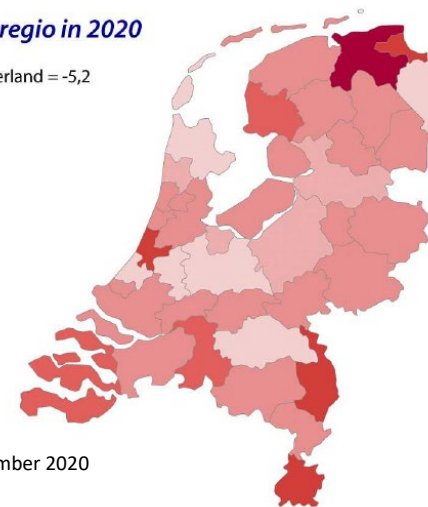 regio in 2020
erland = -5,2
mber 2020